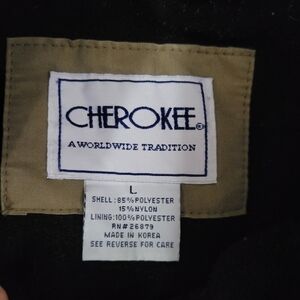 CHEROKEE®
A WORLDWIDE TRADITION
L
SHELL: 85% POLYESTER
15% NYLON
LINING: 100% POLYESTER
RN# 26879
MADE IN KOREA
SEE REVERSE FOR CARE